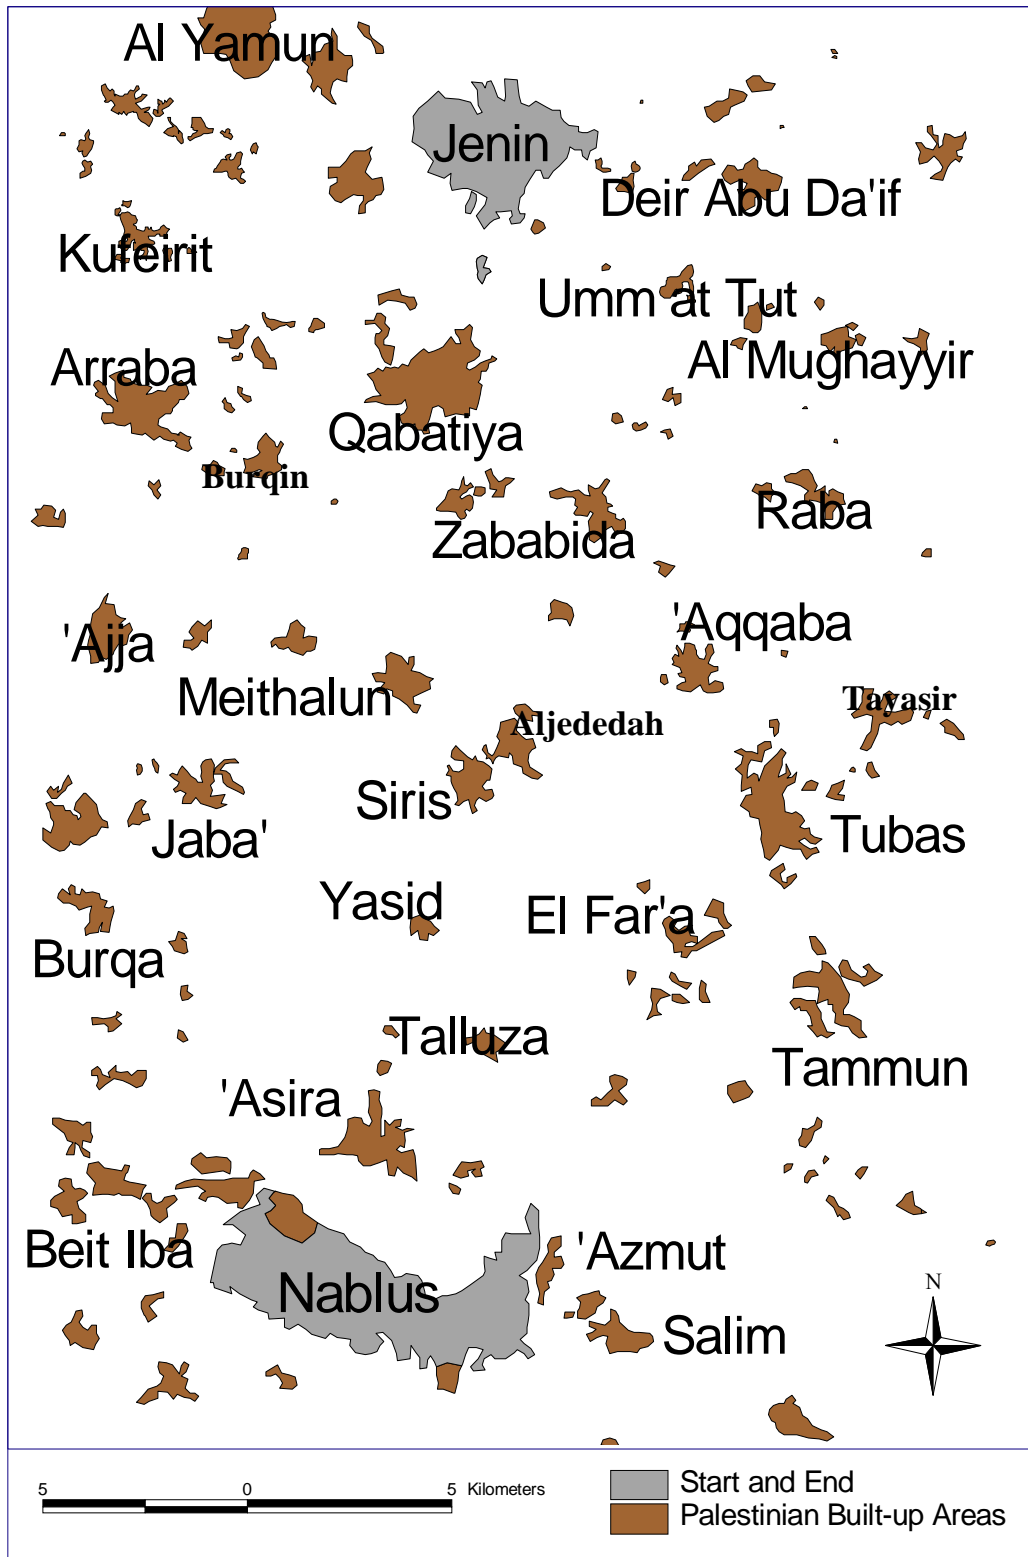 Al Yamun
Jenin
Deir Abu Da'if
Kufeirit
Umm at Tut
Arraba
Al Mughayyir
Qabatiya
Burqin
Raba
Zababida
'Ajja
'Aqqaba
Meithalun
Tayasir
Aljededah
Siris
Jaba'
Tubas
Yasid
El Far'a
Burqa
Talluza
Tammun
'Asira
Beit Iba
'Azmut
Nablus
N
Salim
5 0 5 Kilometers
Start and End
Palestinian Built-up Areas